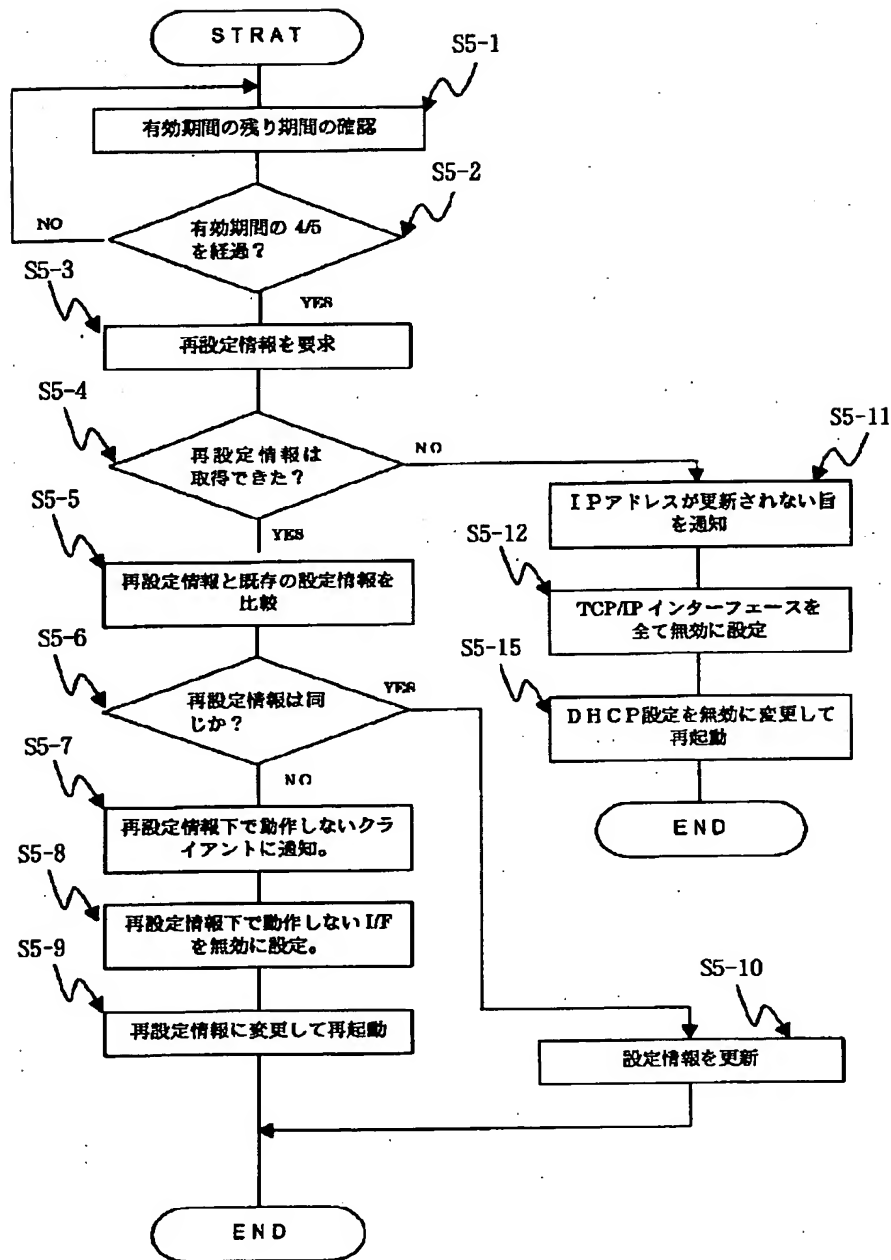 STRAT
S5-1
有効期間の残り期間の確認
S5-2
有効期間の 4/5
を経過？
NO
YES
S5-3
再設定情報を要求
S5-4
再設定情報は
取得できた？
NO
YES
S5-11
ＩＰアドレスが更新されない旨
を通知
S5-5
再設定情報と既存の設定情報を
比較
S5-12
TCP/IP インターフェースを
全て無効に設定
S5-6
再設定情報は同
じか？
YES
NO
S5-15
ＤＨＣＰ設定を無効に変更して
再起動
END
S5-7
再設定情報下で動作しないクラ
イアントに通知。
S5-8
再設定情報下で動作しない I/F
を無効に設定。
S5-9
再設定情報に変更して再起動
S5-10
設定情報を更新
END